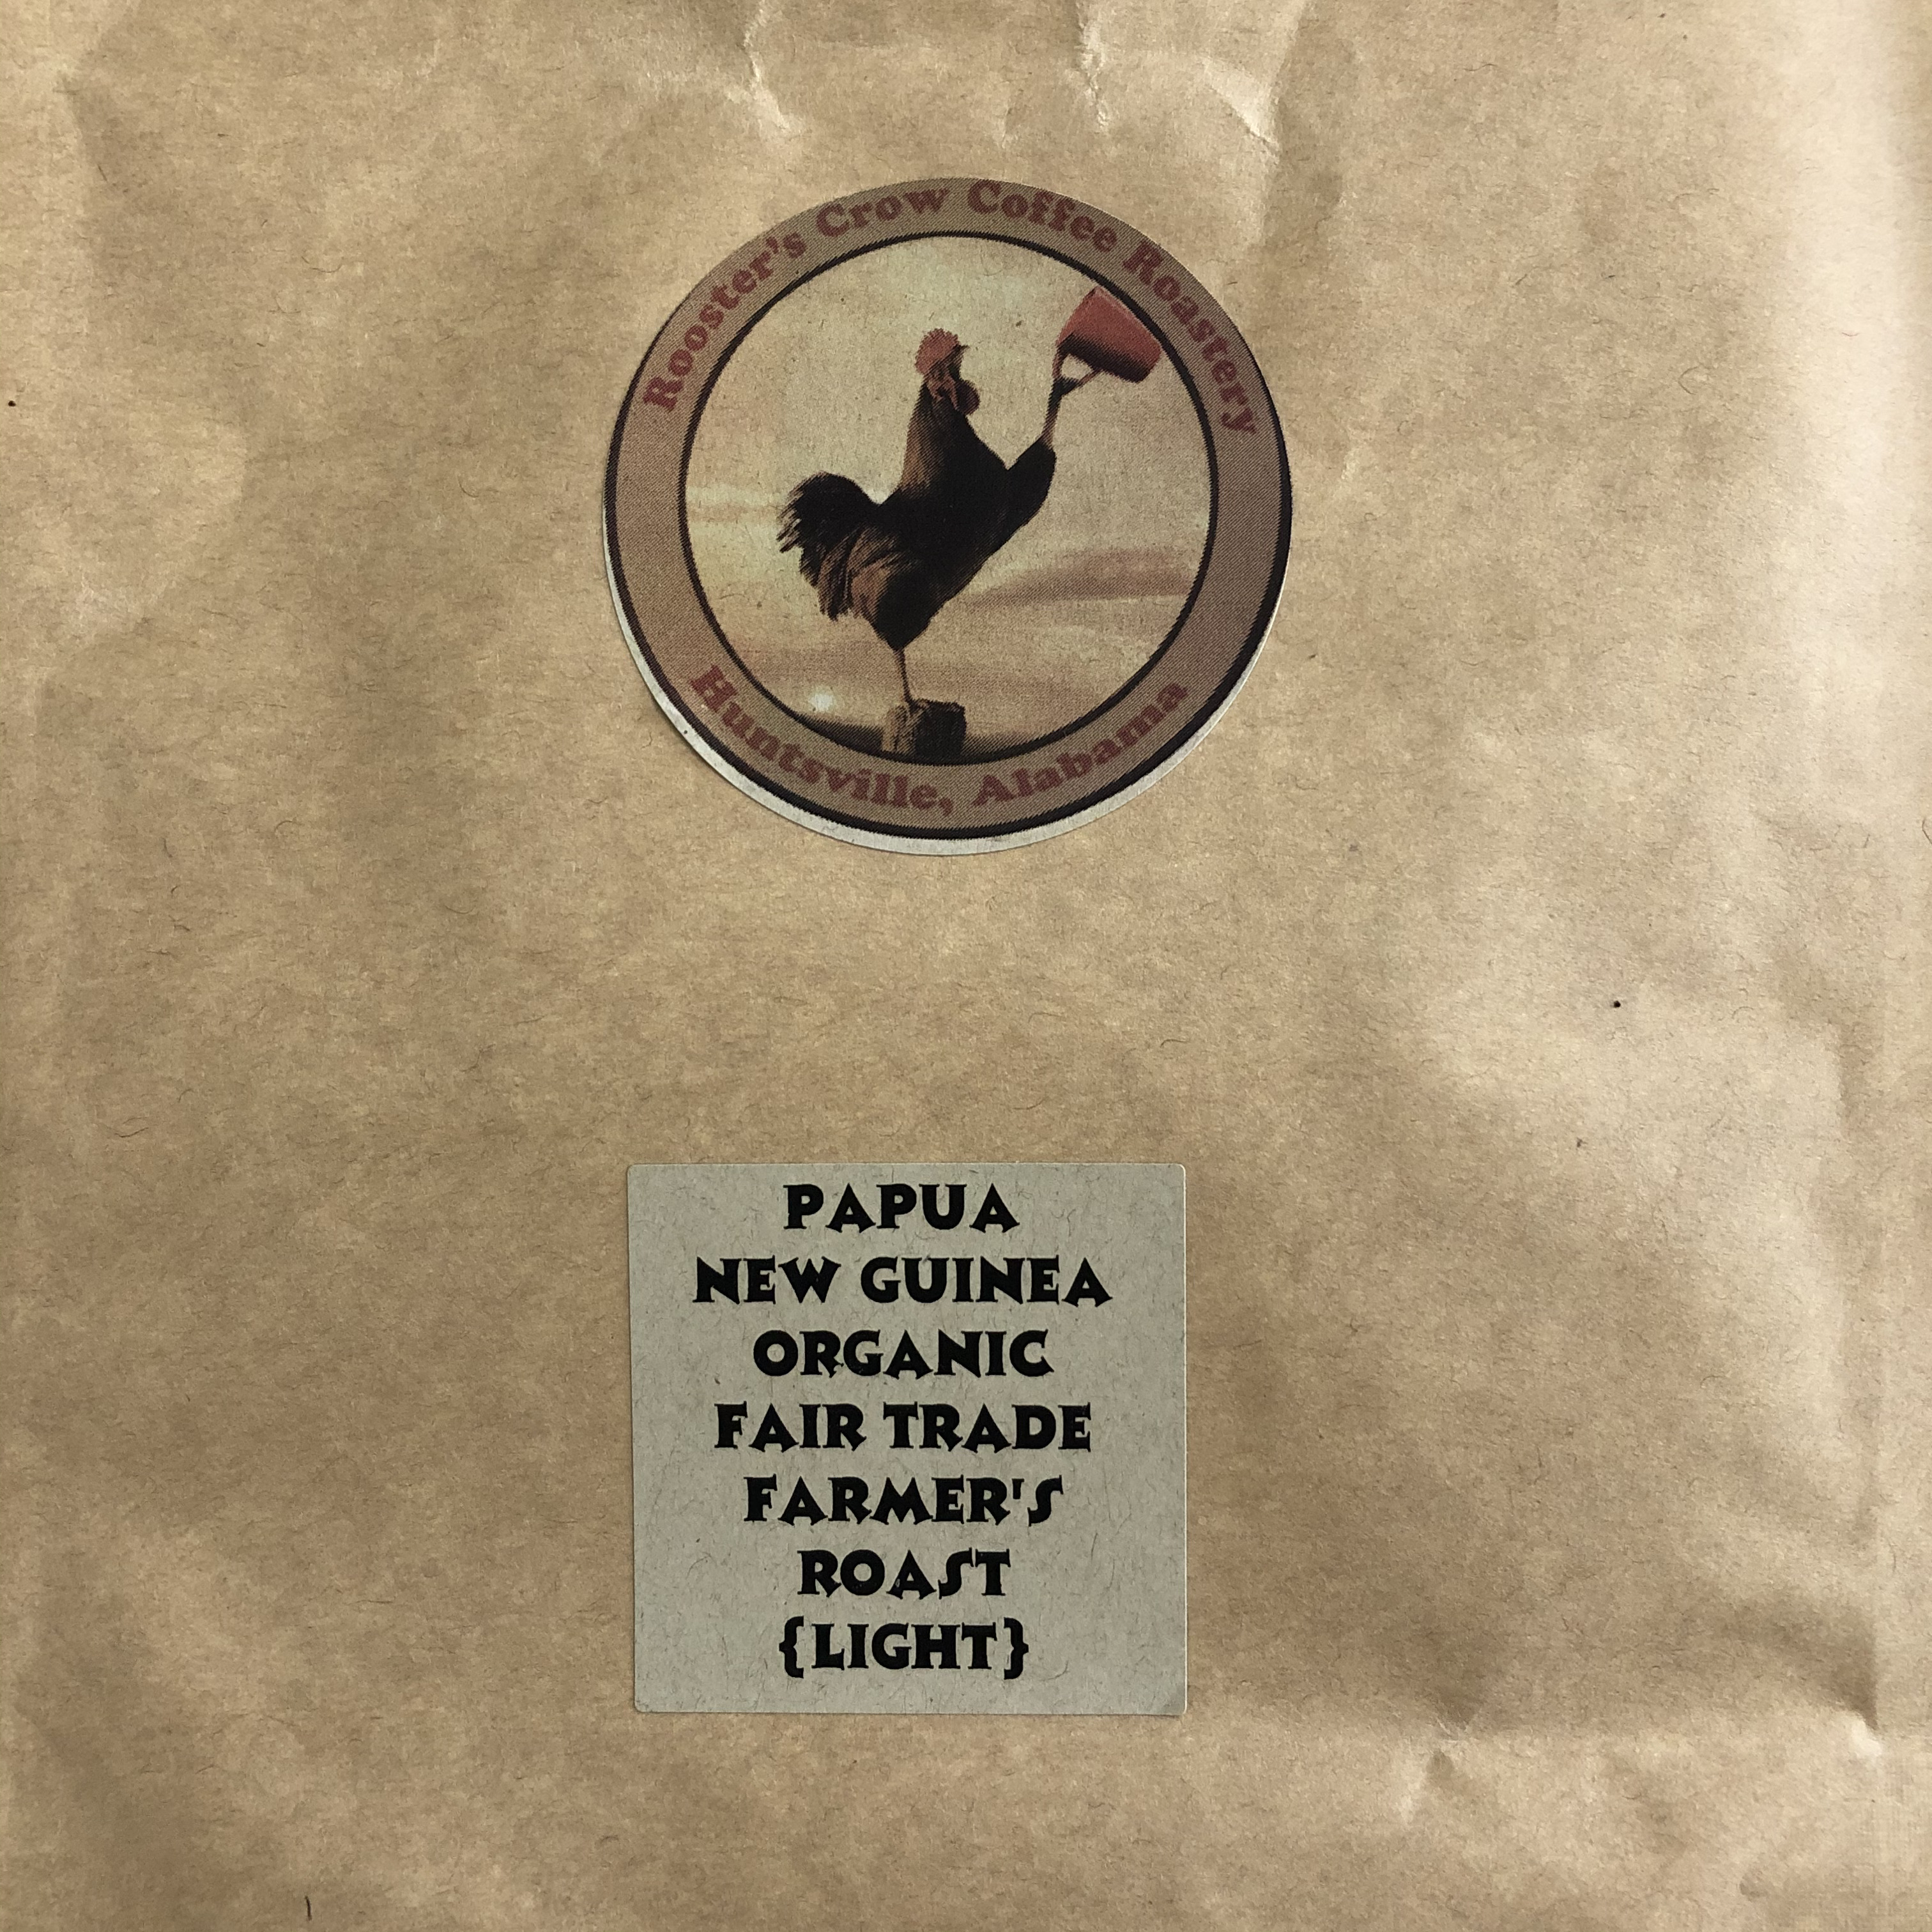 Rooster's Crow Coffee Roastery
Huntsville, Alabama
PAPUA
NEW GUINEA
ORGANIC
FAIR TRADE
FARMER'S
ROAST
{LIGHT}